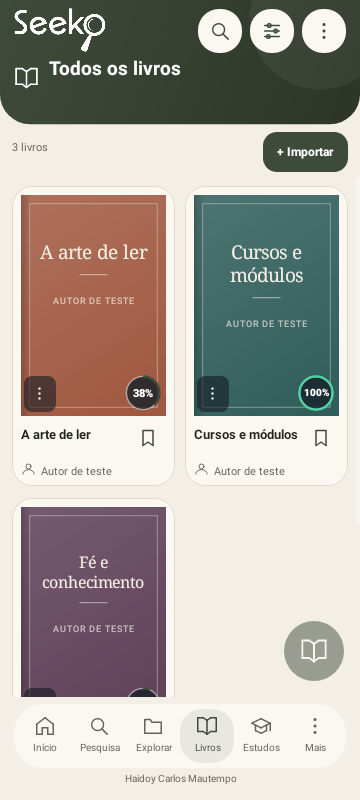 Seeko
Todos os livros
3 livros
+ Importar
A arte de ler
AUTOR DE TESTE
38%
Cursos e
módulos
AUTOR DE TESTE
100%
A arte de ler
Autor de teste
Cursos e módulos
Autor de teste
Fé e
conhecimento
AUTOR DE TESTE
Início
Pesquisa
Explorar
Livros
Estudos
Mais
Haidoy Carlos Mautempo